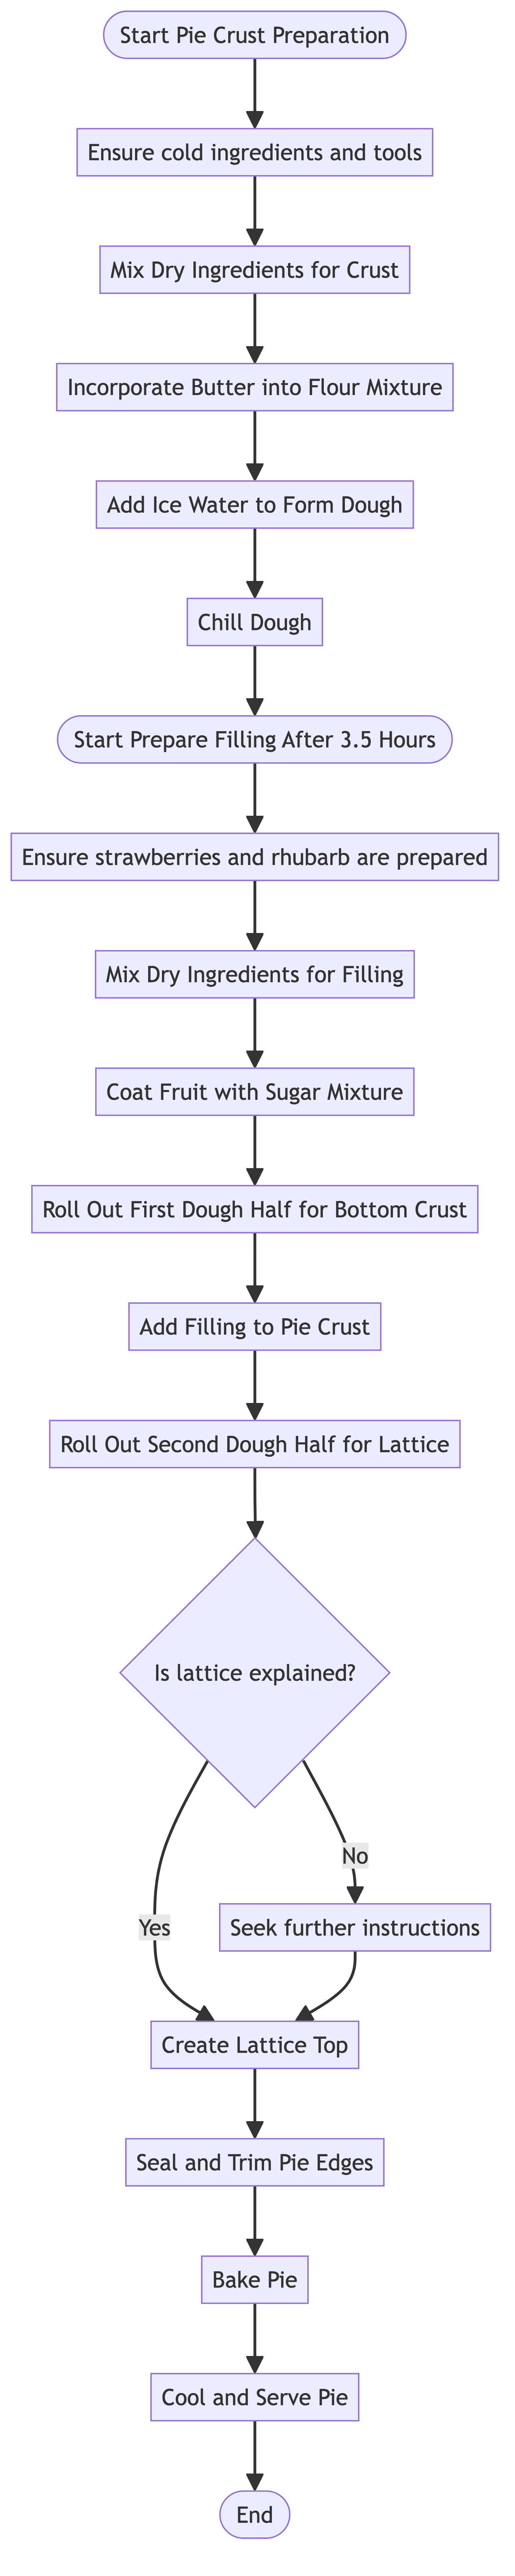 Start Pie Crust Preparation
Ensure cold ingredients and tools
Mix Dry Ingredients for Crust
Incorporate Butter into Flour Mixture
Add Ice Water to Form Dough
Chill Dough
Start Prepare Filling After 3.5 Hours
Ensure strawberries and rhubarb are prepared
Mix Dry Ingredients for Filling
Coat Fruit with Sugar Mixture
Roll Out First Dough Half for Bottom Crust
Add Filling to Pie Crust
Roll Out Second Dough Half for Lattice
Is lattice explained?
No
Yes
Seek further instructions
Create Lattice Top
Seal and Trim Pie Edges
Bake Pie
Cool and Serve Pie
End